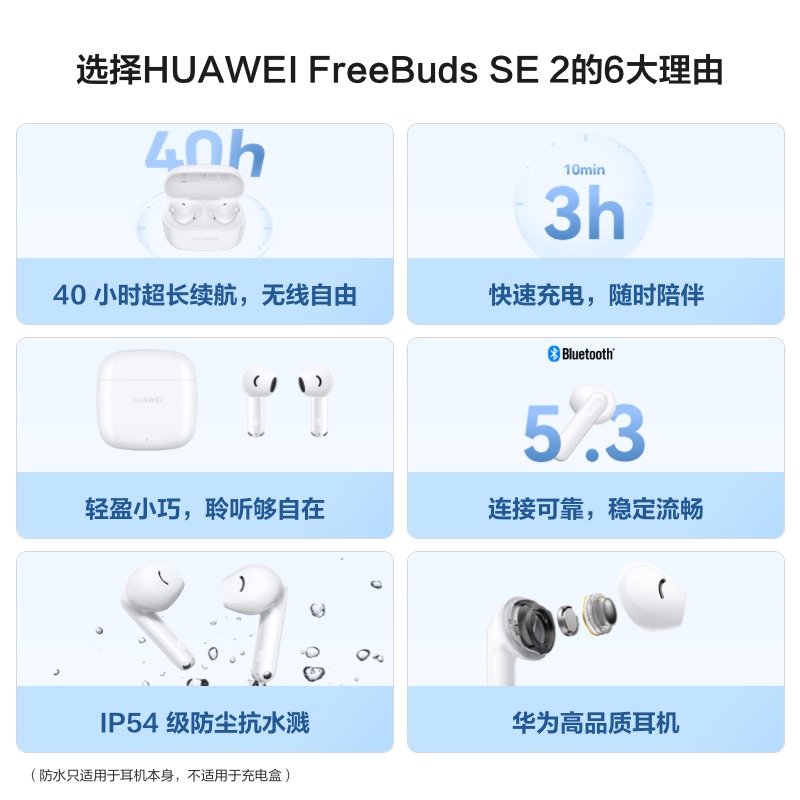 选择HUAWEI FreeBuds SE 2的6大理由
40h
HUAWEI
40 小时超长续航，无线自由
10min
3h
快速充电，随时陪伴
HUAWEI
轻盈小巧，聆听够自在
Bluetooth®
5.3
连接可靠，稳定流畅
IP54 级防尘抗水溅
华为高品质耳机
（防水只适用于耳机本身，不适用于充电盒）